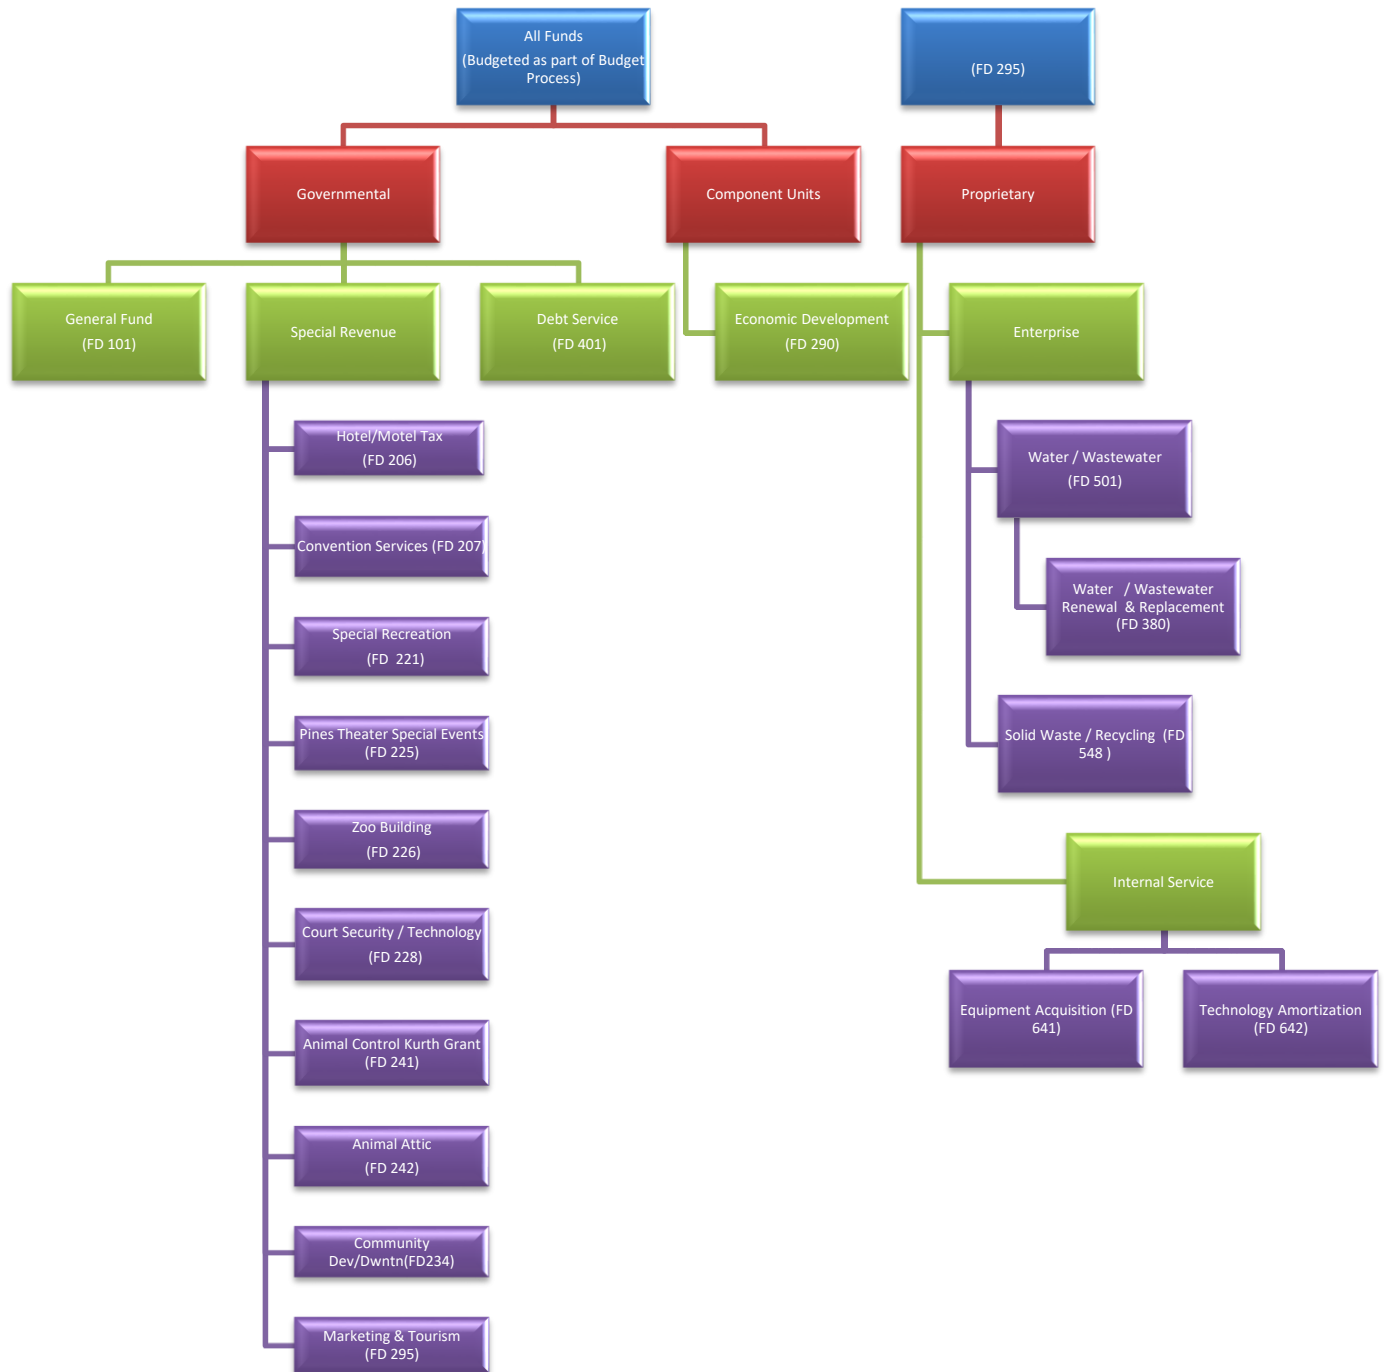 All Funds
(Budgeted as part of Budget
Process)
(FD 295)
Governmental
Component Units
Proprietary
General Fund
(FD 101)
Special Revenue
Debt Service
(FD 401)
Economic Development
(FD 290)
Enterprise
Hotel/Motel Tax
(FD 206)
Convention Services (FD 207)
Special Recreation
(FD  221)
Pines Theater Special Events
(FD 225)
Zoo Building
(FD 226)
Court Security / Technology
(FD 228)
Animal Control Kurth Grant
(FD 241)
Animal Attic
(FD 242)
Community
Dev/Dwntn(FD234)
Marketing & Tourism
(FD 295)
Water / Wastewater
(FD 501)
Water   / Wastewater
Renewal  & Replacement
(FD 380)
Solid Waste / Recycling  (FD
548 )
Internal Service
Equipment Acquisition (FD
641)
Technology Amortization
(FD 642)